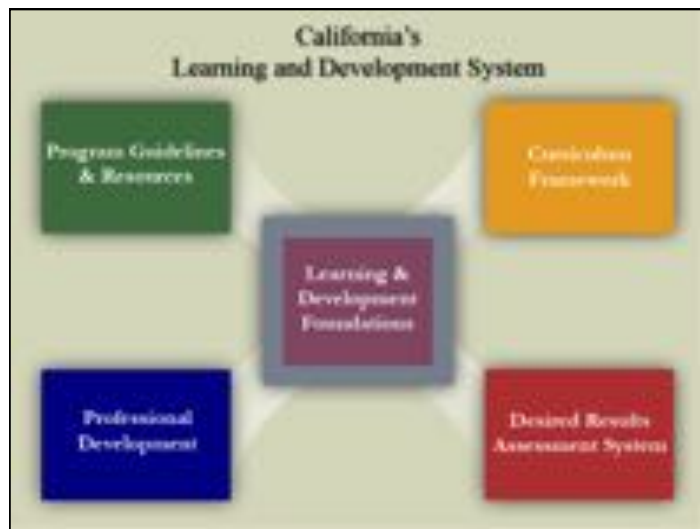 California's
Learning and Development System
Program Guidelines
& Resources
Curriculum
Framework
Learning &
Development
Foundations
Professional
Development
Desired Results
Assessment System